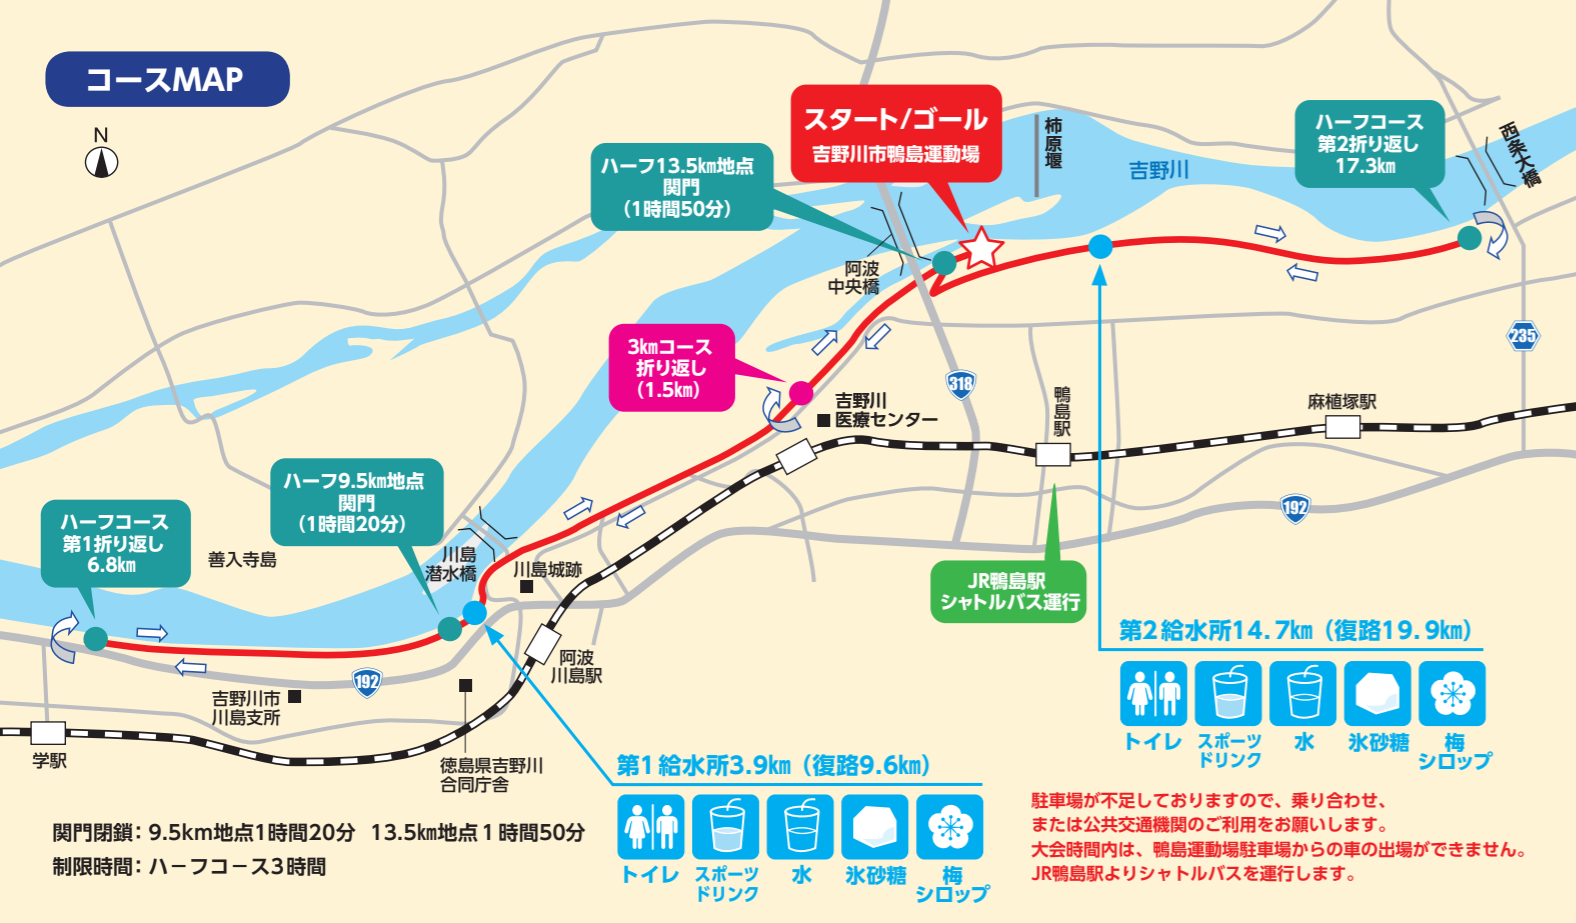 コースMAP
N
スタート/ゴール
吉野川市鴨島運動場
柿原堰
吉野川
ハーフコース
第2折り返し
17.3km
西条大橋
ハーフ13.5km地点
関門
(1時間50分)
阿波
中央橋
3kmコース
折り返し
(1.5km)
吉野川
医療センター
318
鴨島駅
麻植塚駅
235
192
ハーフ9.5km地点
関門
(1時間20分)
ハーフコース
第1折り返し
6.8km
善入寺島
川島
潜水橋
川島城跡
JR鴨島駅
シャトルバス運行
192
吉野川市
川島支所
阿波
川島駅
学駅
徳島県吉野川
合同庁舎
第2給水所14.7km(復路19.9km)
トイレ
スポーツ
ドリンク
水
氷砂糖
梅
シロップ
第1給水所3.9km(復路9.6km)
トイレ
スポーツ
ドリンク
水
氷砂糖
梅
シロップ
関門閉鎖：9.5km地点1時間20分 13.5km地点1時間50分
制限時間：ハーフコース3時間
駐車場が不足しておりますので、乗り合わせ、
または公共交通機関のご利用をお願いします。
大会時間内は、鴨島運動場駐車場からの車の出場ができません。
JR鴨島駅よりシャトルバスを運行します。